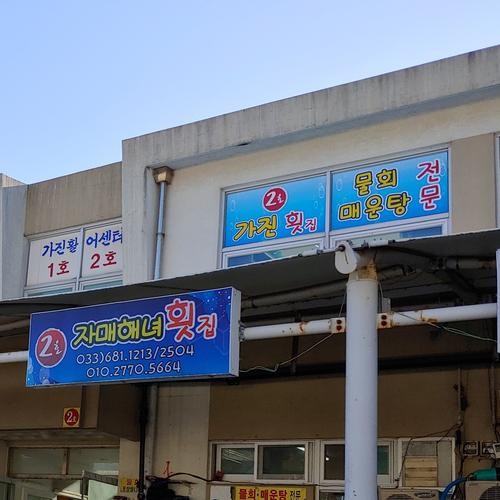 2호
가진 횟집
물회
매운탕
전문
가진활 어센터
1호 2호
2호 자매해녀 횟집
033)681.1213/2504
010.2770.5664
2호
물회·매운탕 전문